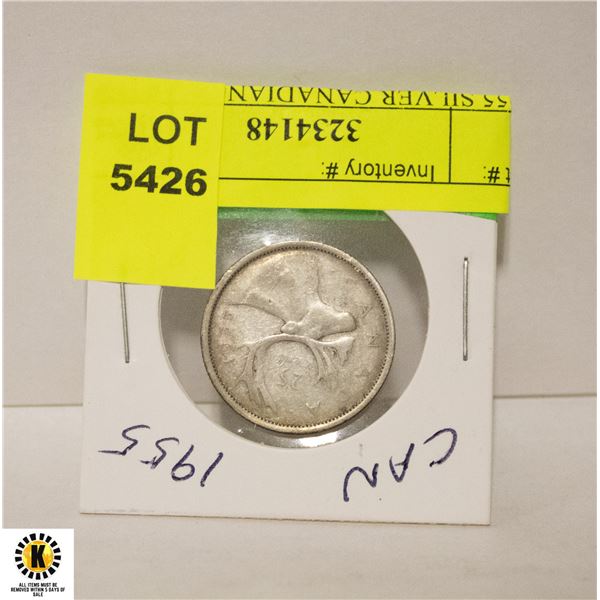 LOT
5426
55 SILVER CANADIAN
3234148
Inventory #:
t #:
CAN 1955
K
ALL ITEMS MUST BE
REMOVED WITHIN 5 DAYS OF
SALE